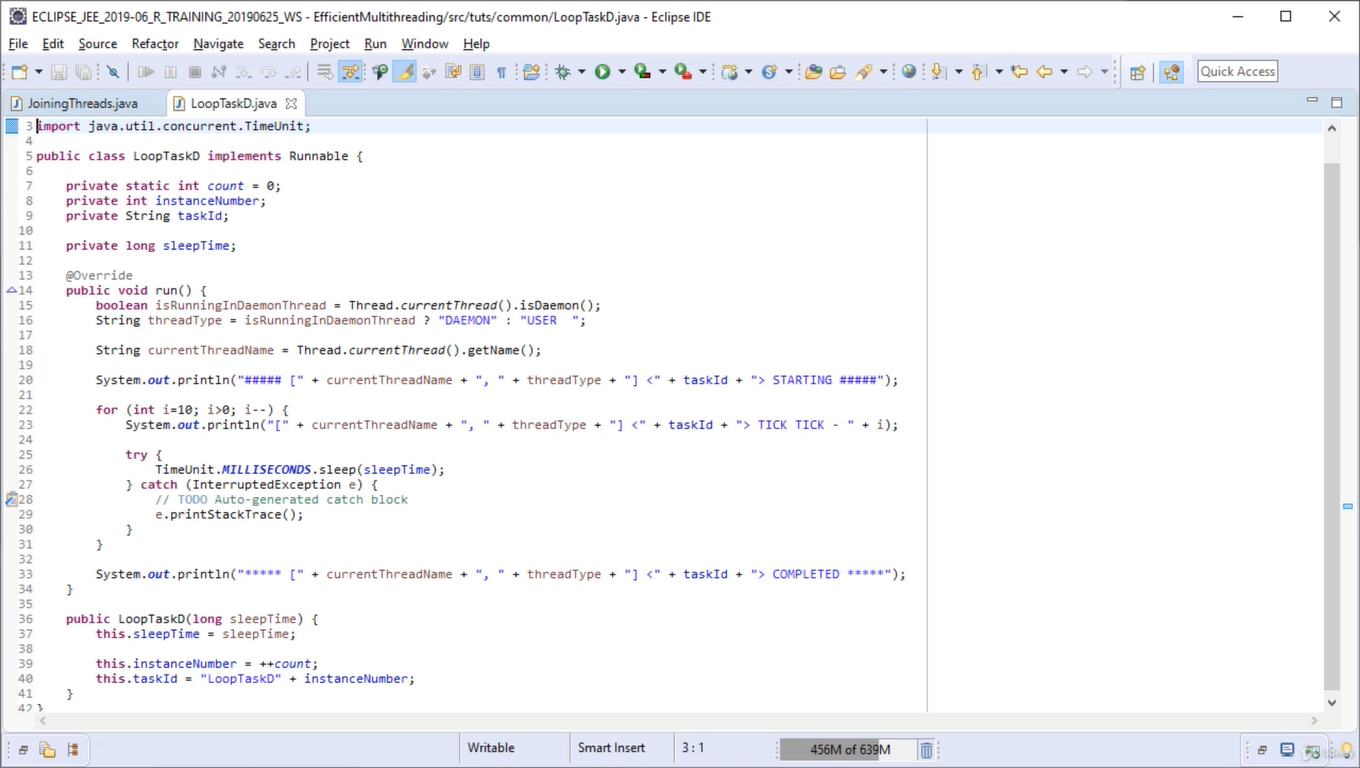 ECLIPSE_JEE_2019-06_R_TRAINING_20190625_WS - EfficientMultithreading/src/tuts/common/LoopTaskD.java - Eclipse IDE
File Edit Source Refactor Navigate Search Project Run Window Help
Quick Access
JoiningThreads.java LoopTaskD.java
3 import java.util.concurrent.TimeUnit;
4
5 public class LoopTaskD implements Runnable {
6
7 private static int count = 0;
8 private int instanceNumber;
9 private String taskId;
10
11 private long sleepTime;
12
13 @Override
14 public void run() {
15 boolean isRunningInDaemonThread = Thread.currentThread().isDaemon();
16 String threadType = isRunningInDaemonThread ? "DAEMON" : "USER  ";
17
18 String currentThreadName = Thread.currentThread().getName();
19
20 System.out.println("##### [" + currentThreadName + ", " + threadType + "] <" + taskId + "> STARTING #####");
21
22 for (int i=10; i>0; i--) {
23 System.out.println("[" + currentThreadName + ", " + threadType + "] <" + taskId + "> TICK TICK - " + i);
24
25 try {
26 TimeUnit.MILLISECONDS.sleep(sleepTime);
27 } catch (InterruptedException e) {
28 // TODO Auto-generated catch block
29 e.printStackTrace();
30 }
31 }
32
33 System.out.println("***** [" + currentThreadName + ", " + threadType + "] <" + taskId + "> COMPLETED *****");
34 }
35
36 public LoopTaskD(long sleepTime) {
37 this.sleepTime = sleepTime;
38
39 this.instanceNumber = ++count;
40 this.taskId = "LoopTaskD" + instanceNumber;
41 }
42 }
Writable Smart Insert 3 : 1 456M of 639M